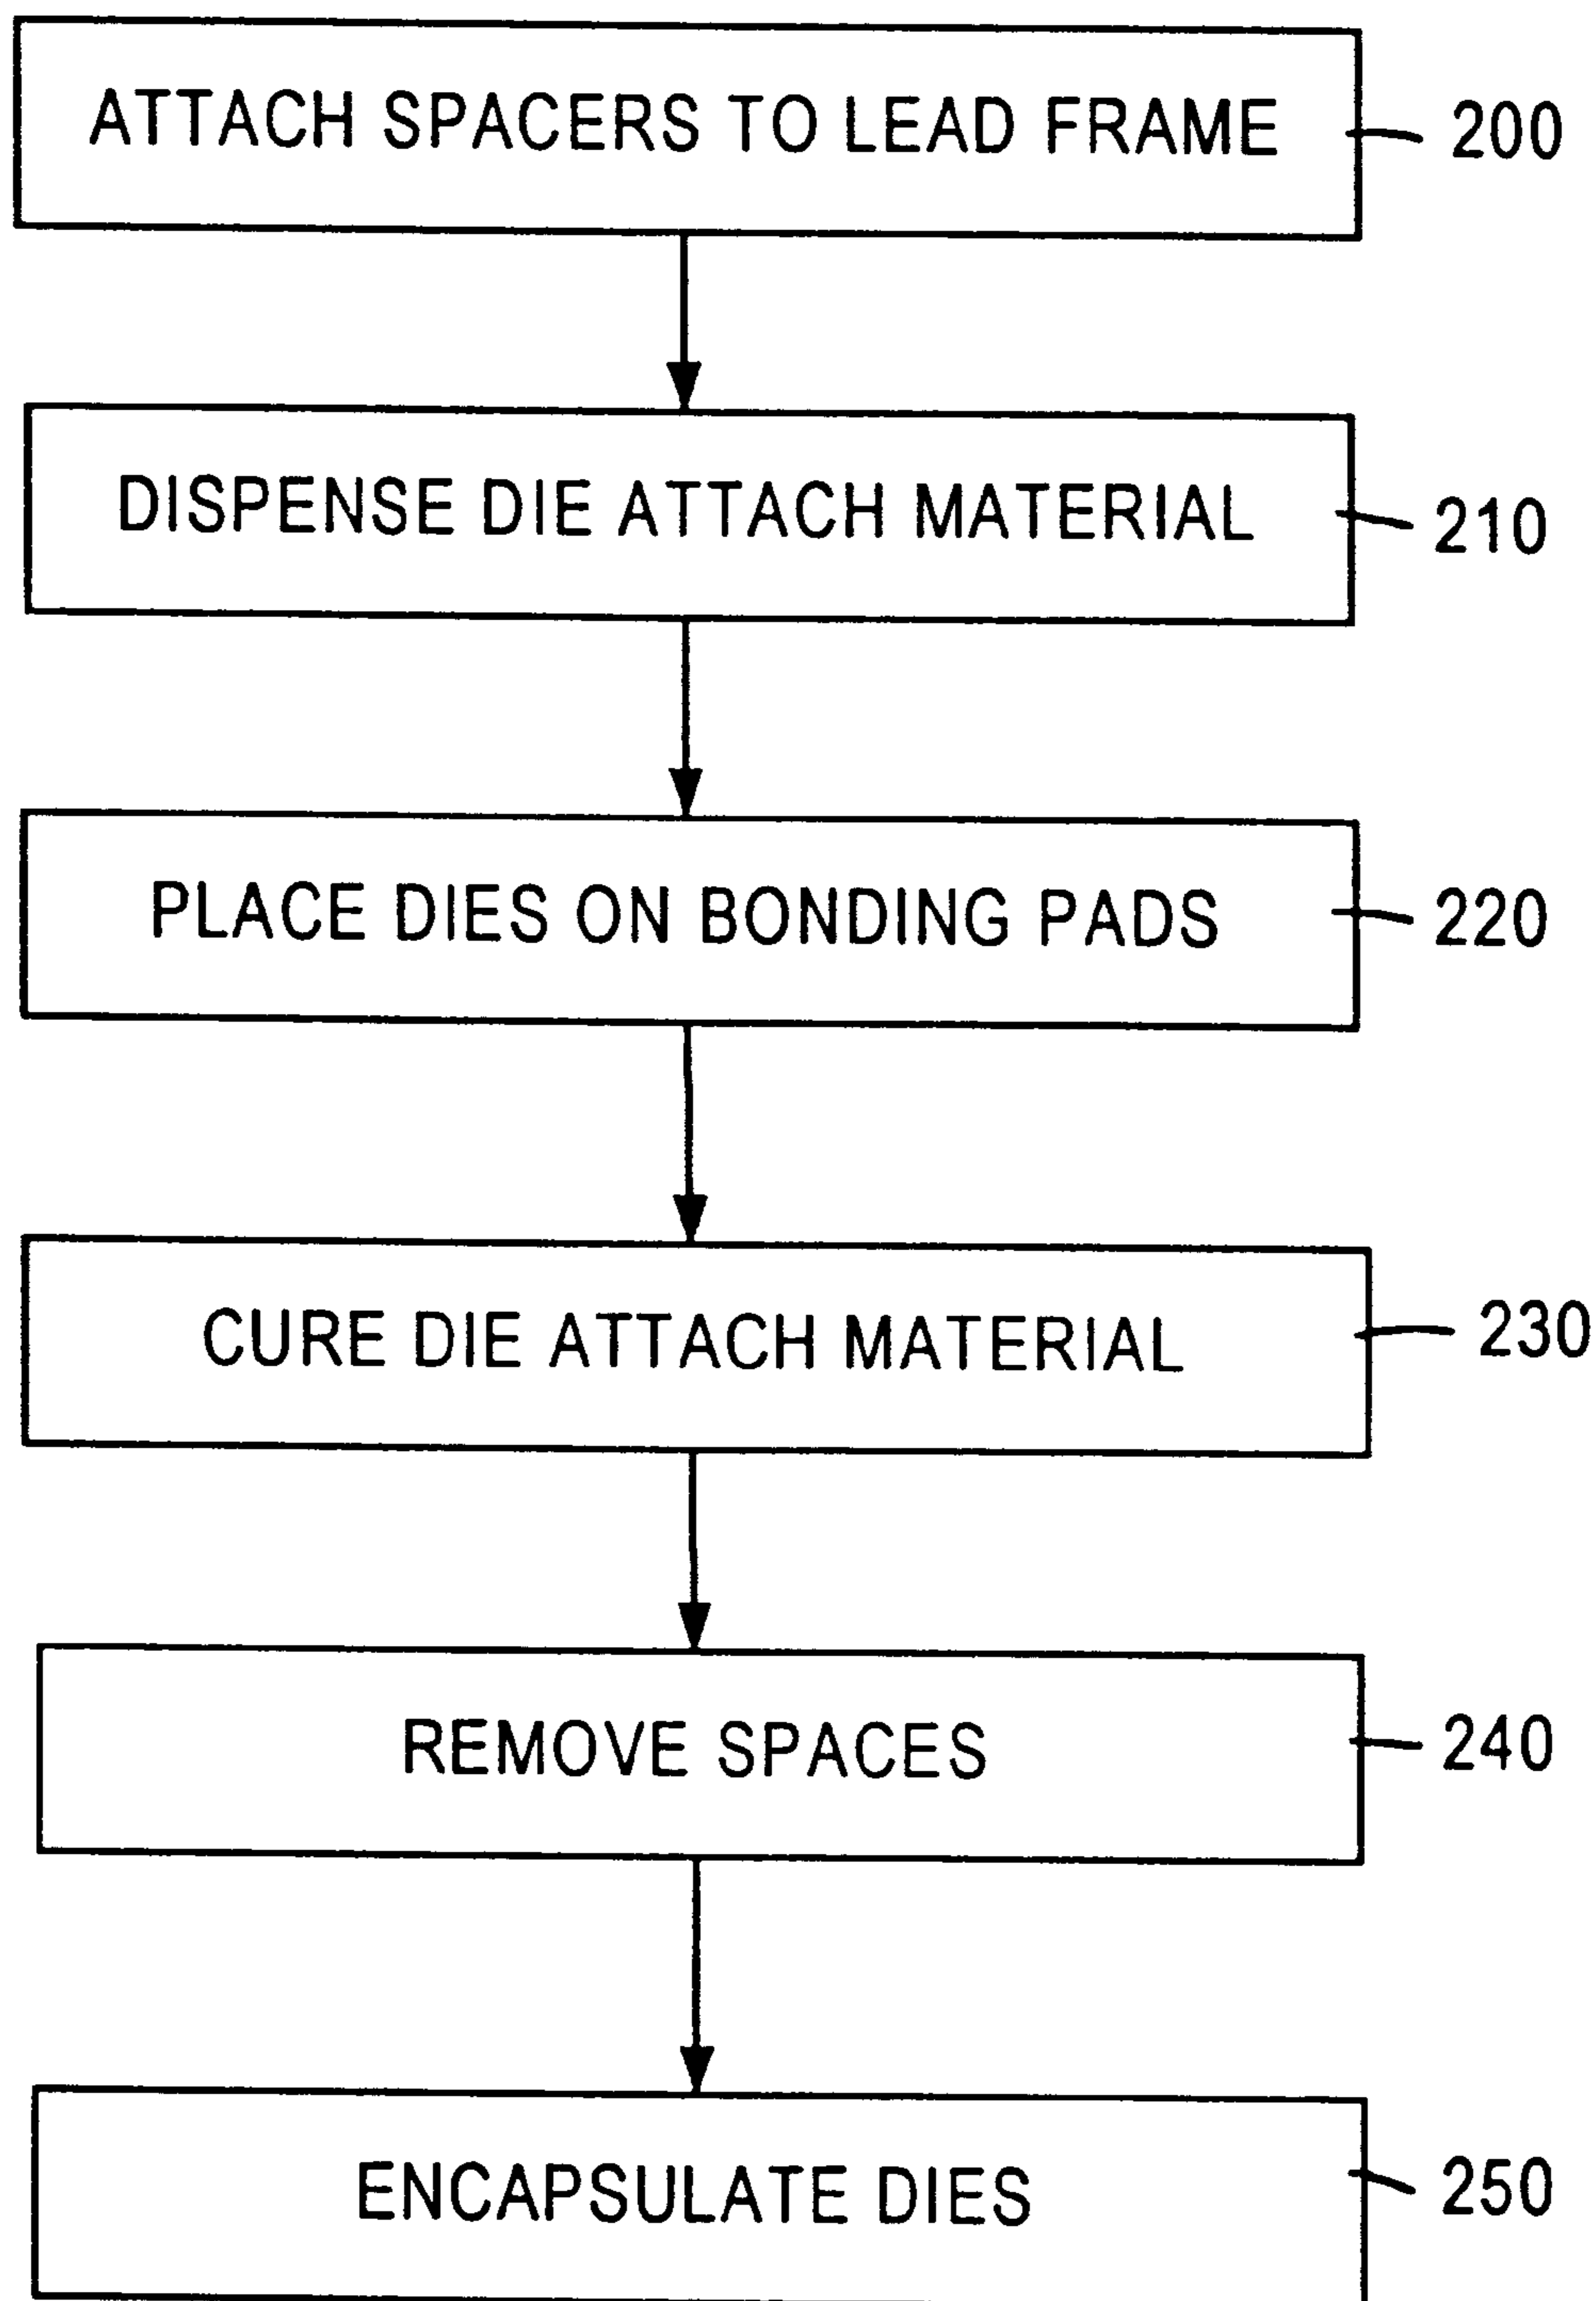 ATTACH SPACERS TO LEAD FRAME 200
DISPENSE DIE ATTACH MATERIAL 210
PLACE DIES ON BONDING PADS 220
CURE DIE ATTACH MATERIAL 230
REMOVE SPACES 240
ENCAPSULATE DIES 250